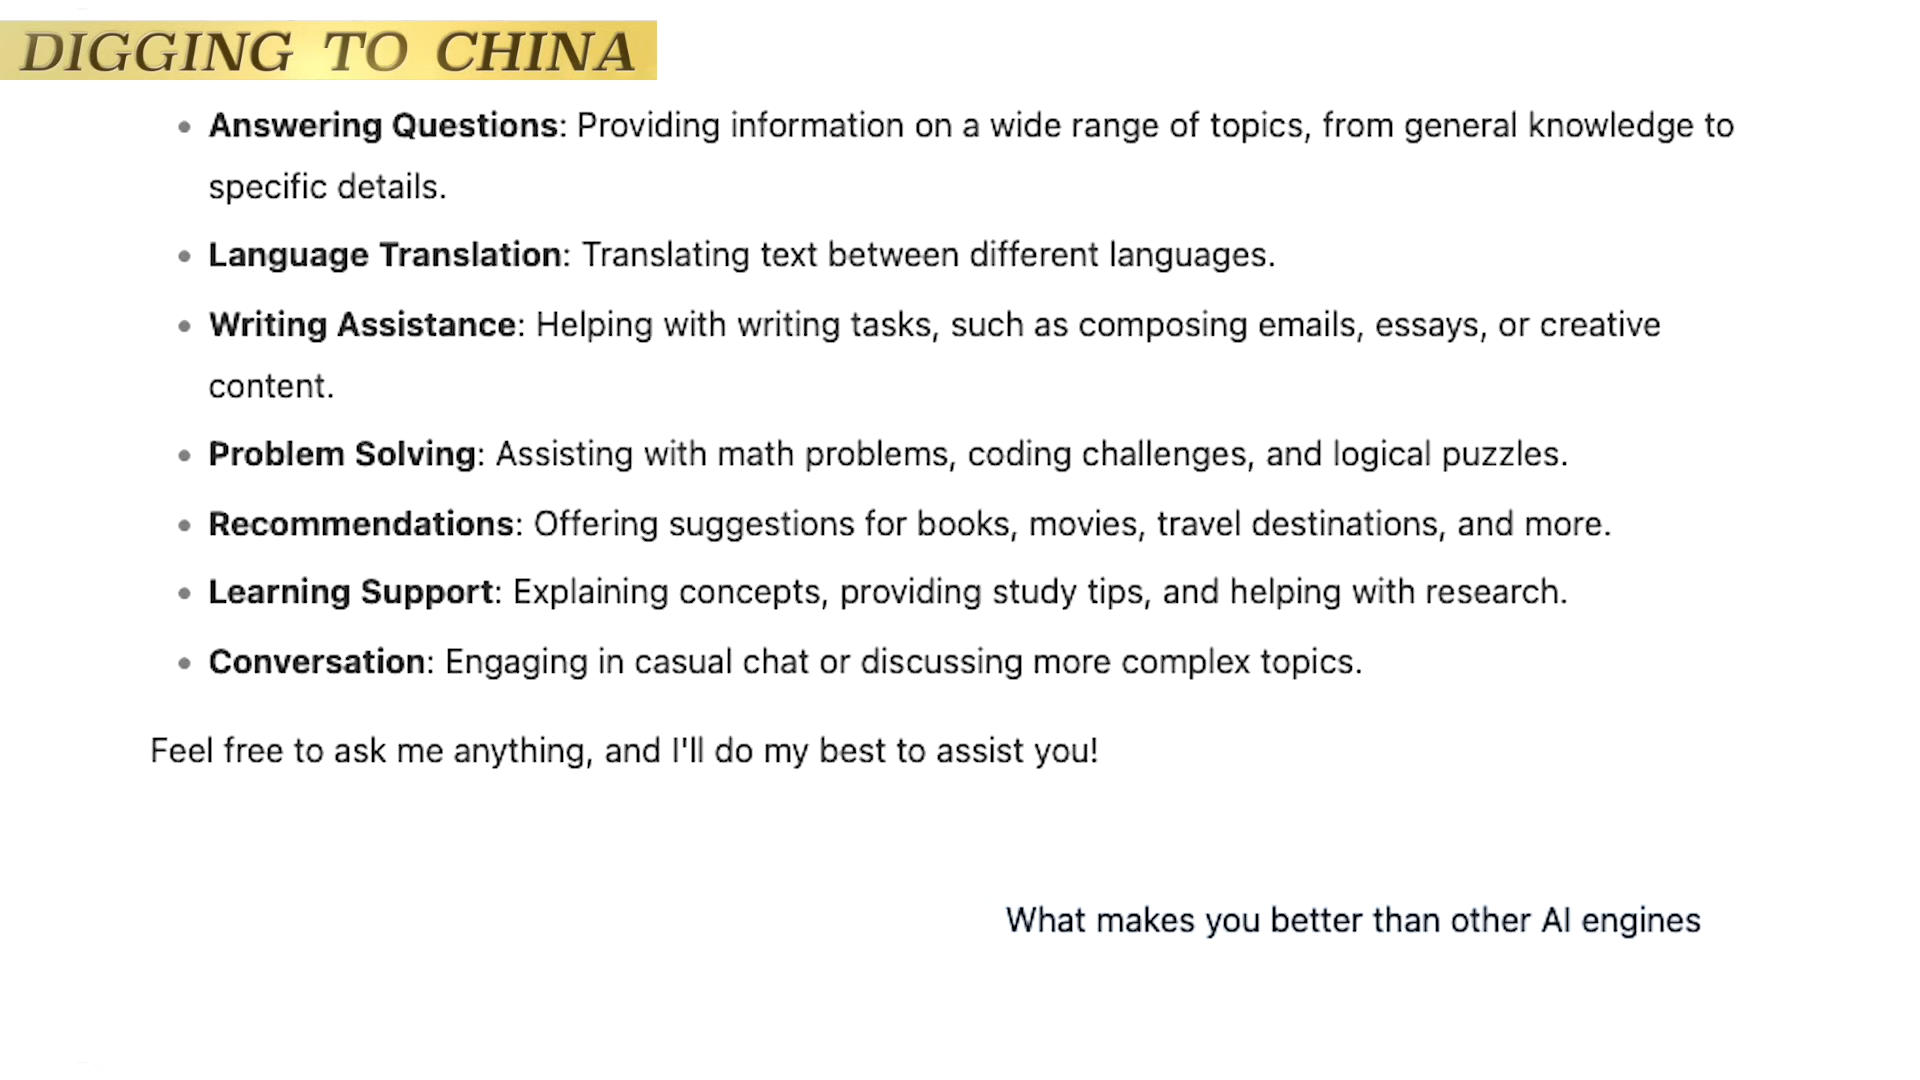 DIGGING TO CHINA
Answering Questions: Providing information on a wide range of topics, from general knowledge to
specific details.
Language Translation: Translating text between different languages.
Writing Assistance: Helping with writing tasks, such as composing emails, essays, or creative
content.
Problem Solving: Assisting with math problems, coding challenges, and logical puzzles.
Recommendations: Offering suggestions for books, movies, travel destinations, and more.
Learning Support: Explaining concepts, providing study tips, and helping with research.
Conversation: Engaging in casual chat or discussing more complex topics.
Feel free to ask me anything, and I'll do my best to assist you!
What makes you better than other AI engines